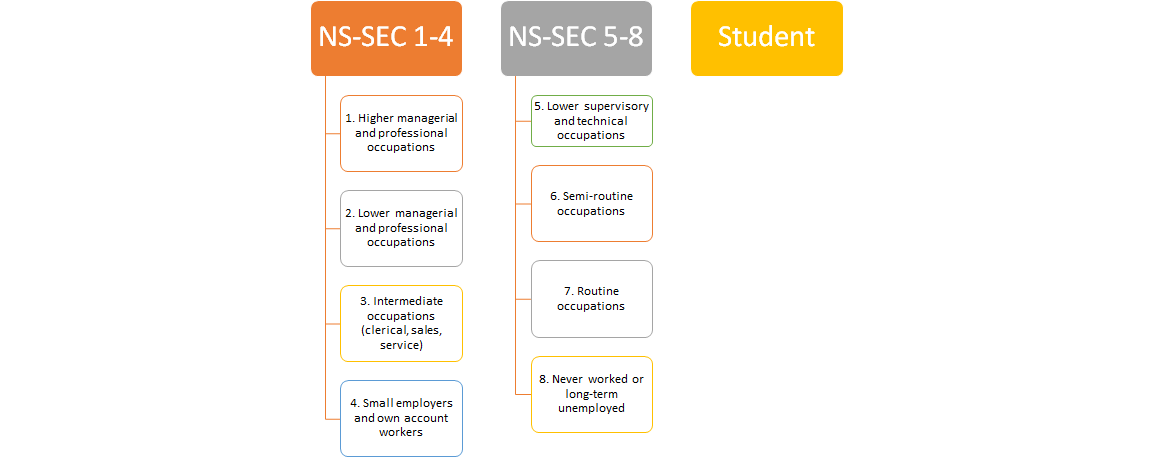 NS-SEC 1-4
1. Higher managerial
and professional
occupations
2. Lower managerial
and professional
occupations
3. Intermediate
occupations
(clerical, sales,
service)
4. Small employers
and own account
workers
NS-SEC 5-8
5. Lower supervisory
and technical
occupations
6. Semi-routine
occupations
7. Routine
occupations
8. Never worked or
long-term
unemployed
Student